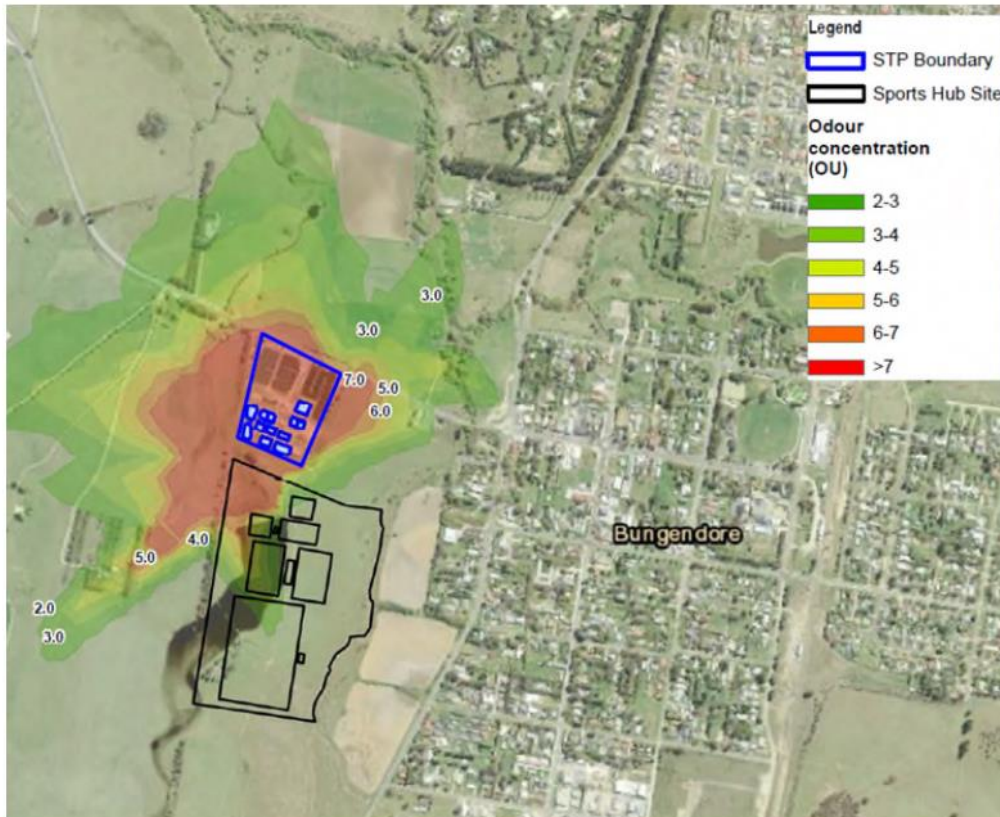 Legend
STP Boundary
Sports Hub Site
Odour
concentration
(OU)
2-3
3-4
4-5
5-6
6-7
>7
3.0
3.0
7.0
5.0
6.0
Bungendore
4.0
5.0
2.0
3.0